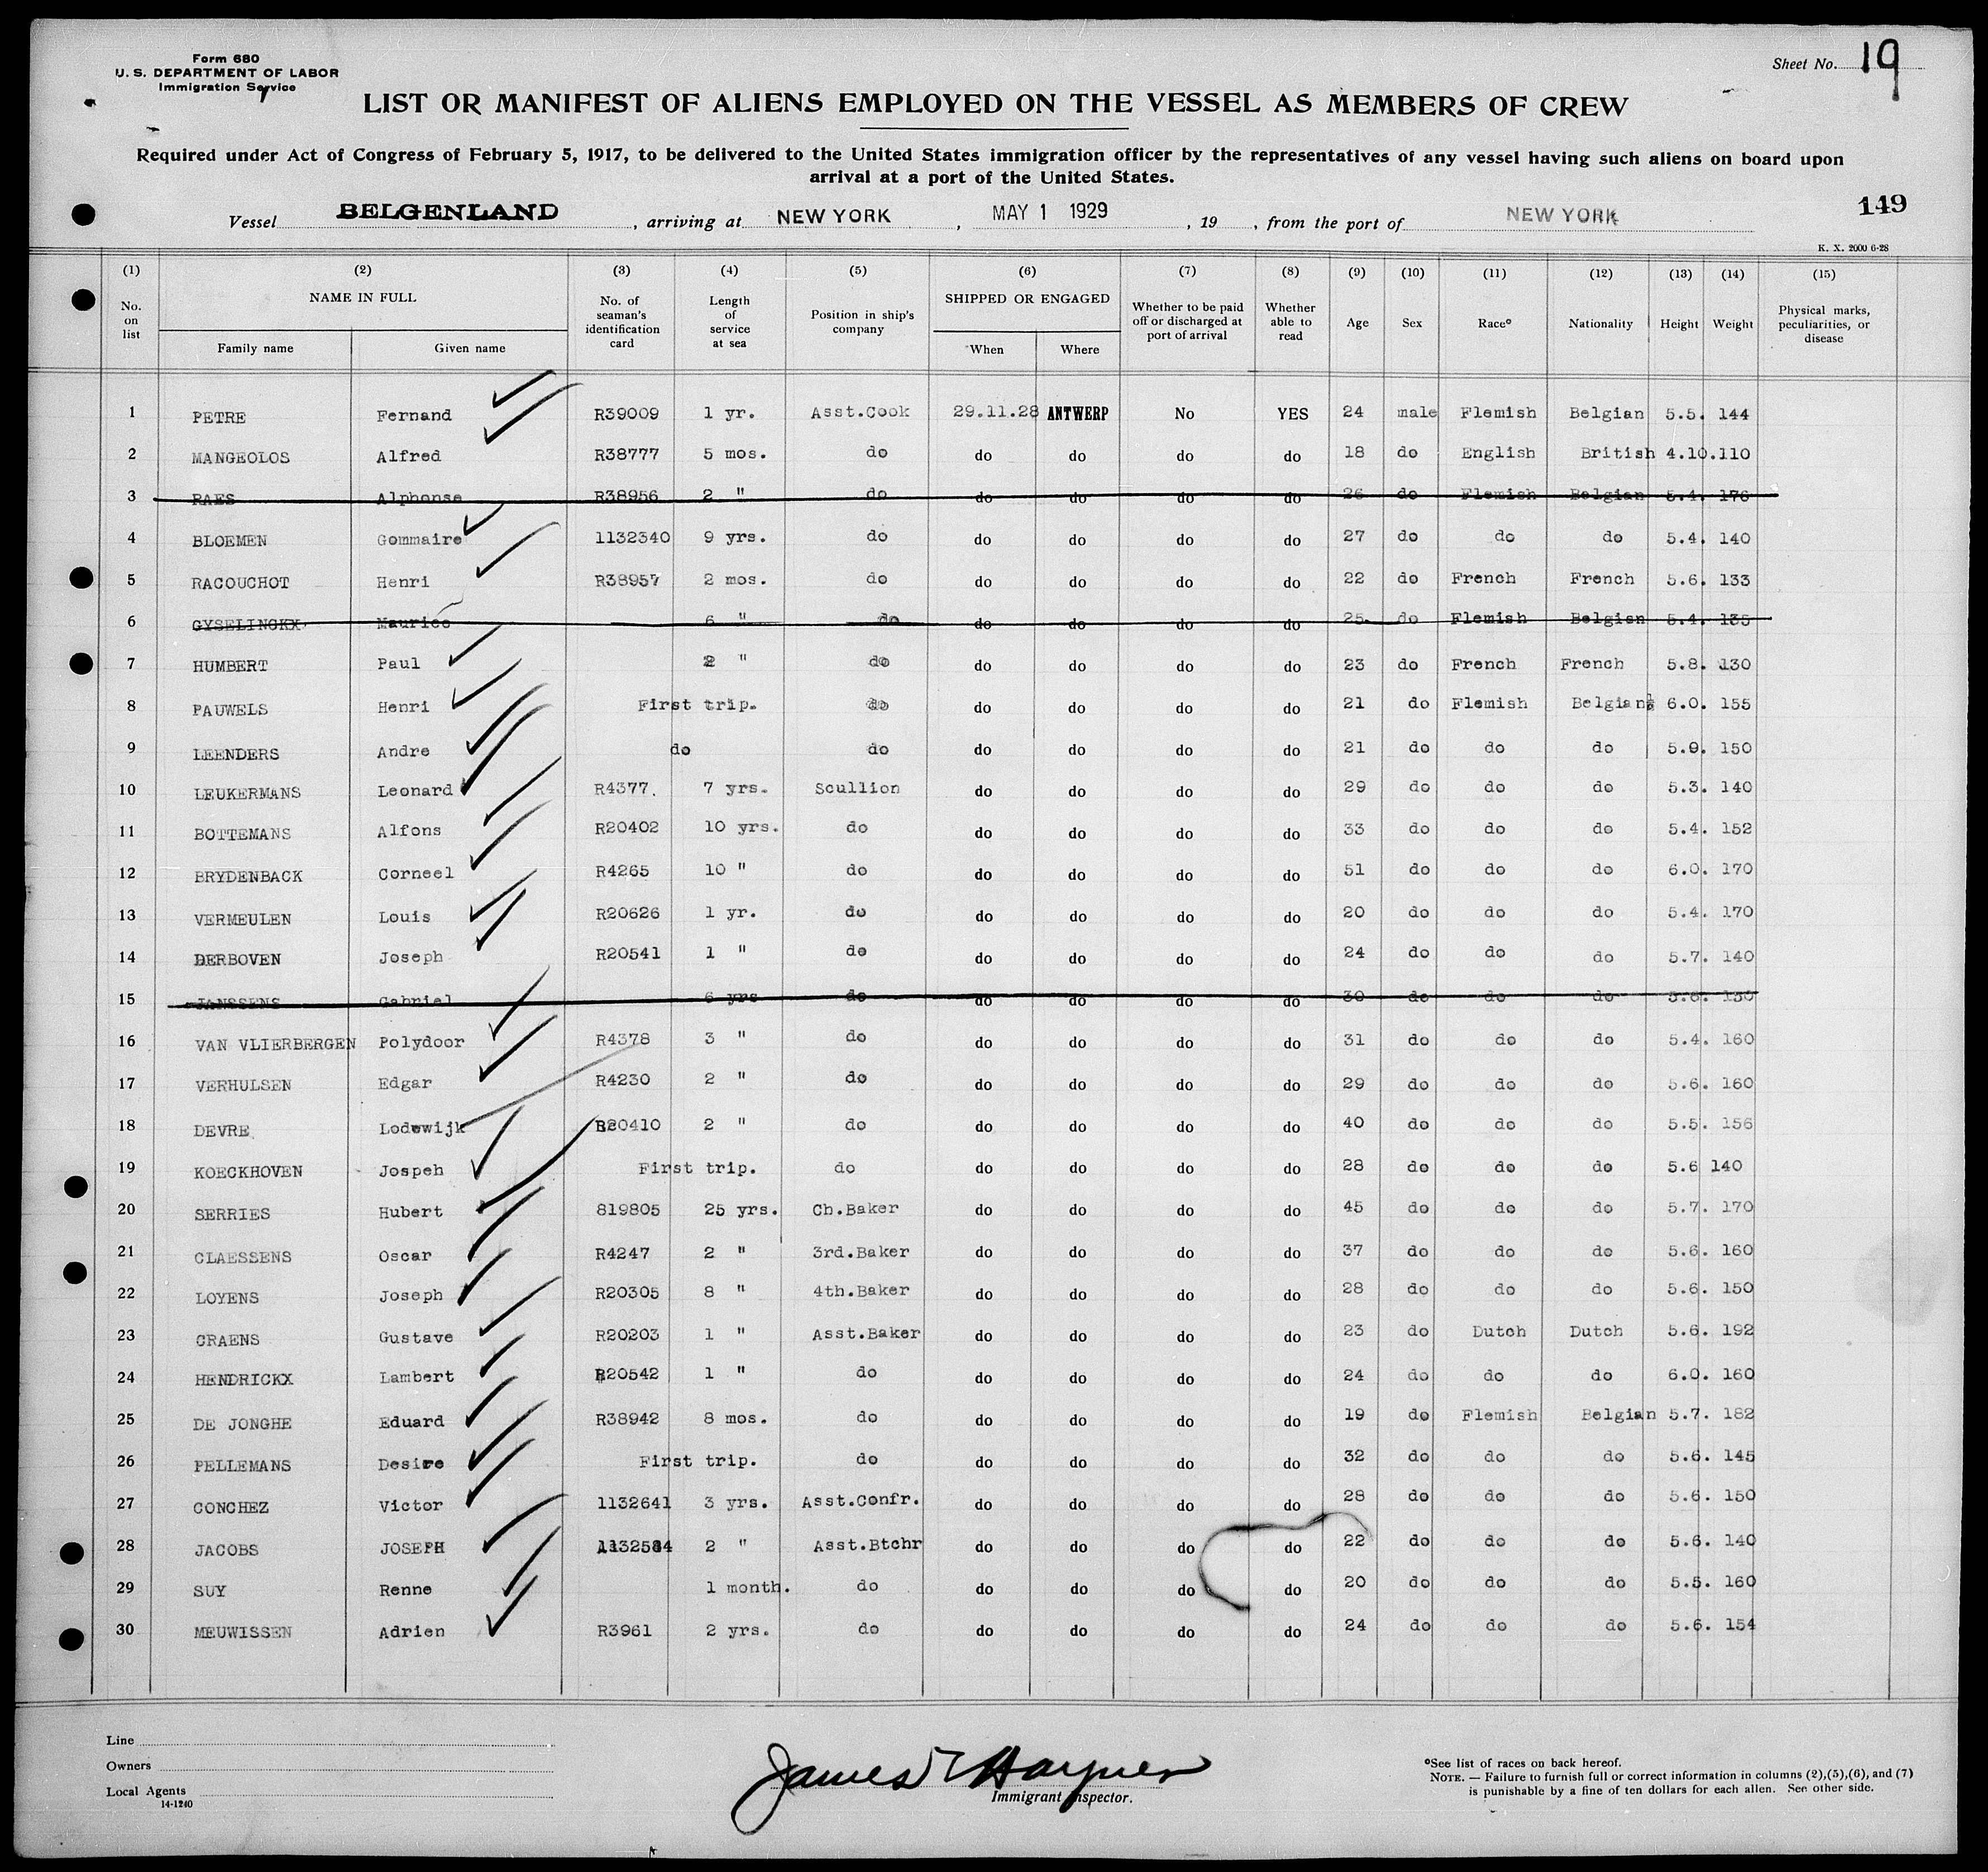 Form 680
U. S. DEPARTMENT OF LABOR
Immigration Service
Sheet No. 19
LIST OR MANIFEST OF ALIENS EMPLOYED ON THE VESSEL AS MEMBERS OF CREW
Required under Act of Congress of February 5, 1917, to be delivered to the United States immigration officer by the representatives of any vessel having such aliens on board upon
arrival at a port of the United States.
149
Vessel BELGENLAND, arriving at NEW YORK, MAY 1 1929, 19 , from the port of NEW YORK
K. X. 2000 6-28
(1) (2) (3) (4) (5) (6) (7) (8) (9) (10) (11) (12) (13) (14) (15)
No. on list NAME IN FULL Family name Given name No. of seaman's identification card Length of service at sea Position in ship's company SHIPPED OR ENGAGED When Where Whether to be paid off or discharged at port of arrival Whether able to read Age Sex Race° Nationality Height Weight Physical marks, peculiarities, or disease
1 PETRE Fernand R39009 1 yr. Asst.Cook 29.11.28 ANTWERP No YES 24 male Flemish Belgian 5.5. 144
2 MANGEOLOS Alfred R38777 5 mos. do do do do do 18 do English British 4.10. 110
3 RAES Alphonse R38956 2 " do do do do do 26 do Flemish Belgian 5.4. 176
4 BLOEMEN Gommaire 1132340 9 yrs. do do do do do 27 do do do 5.4. 140
5 RACOUCHOT Henri R38957 2 mos. do do do do do 22 do French French 5.6. 133
6 GYSELINCKX Maurice 6 " do do do do do 25 do Flemish Belgian 5.4. 135
7 HUMBERT Paul 2 " do do do do do 23 do French French 5.8. 130
8 PAUWELS Henri First trip. do do do do do 21 do Flemish Belgian 6.0. 155
9 LEENDERS Andre do do do do do do 21 do do do 5.9. 150
10 LEUKERMANS Leonard R4377. 7 yrs. Scullion do do do do 29 do do do 5.3. 140
11 BOTTEMANS Alfons R20402 10 yrs. do do do do do 33 do do do 5.4. 152
12 BRYDENBACK Corneel R4265 10 " do do do do do 51 do do do 6.0. 170
13 VERMEULEN Louis R20626 1 yr. do do do do do 20 do do do 5.4. 170
14 DERBOVEN Joseph R20541 1 " do do do do do 24 do do do 5.7. 140
15 JANSSENS Gabriel 6 yrs do do do do do 30 do do do 5.8. 130
16 VAN VLIERBERGEN Polydoor R4378 3 " do do do do do 31 do do do 5.4. 160
17 VERHULSEN Edgar R4230 2 " do do do do do 29 do do do 5.6. 160
18 DEVRE Lodewijk R20410 2 " do do do do do 40 do do do 5.5. 156
19 KOECKHOVEN Jospeh First trip. do do do do do 28 do do do 5.6 140
20 SERRIES Hubert 819805 25 yrs. Ch.Baker do do do do 45 do do do 5.7. 170
21 CLAESSENS Oscar R4247 2 " 3rd.Baker do do do do 37 do do do 5.6. 160
22 LOYENS Joseph R20305 8 " 4th.Baker do do do do 28 do do do 5.6. 150
23 CRAENS Gustave R20203 1 " Asst.Baker do do do do 23 do Dutch Dutch 5.6. 192
24 HENDRICKX Lambert R20542 1 " do do do do do 24 do do do 6.0. 160
25 DE JONGHE Eduard R38942 8 mos. do do do do do 19 do Flemish Belgian 5.7. 182
26 PELLEMANS Desire First trip. do do do do do 32 do do do 5.6. 145
27 CONCHEZ Victor 1132641 3 yrs. Asst.Confr. do do do do 28 do do do 5.6. 150
28 JACOBS JOSEPH 1132584 2 " Asst.Btchr do do do do 22 do do do 5.6. 140
29 SUY Renne 1 month. do do do do do 20 do do do 5.5. 160
30 MEUWISSEN Adrien R3961 2 yrs. do do do do do 24 do do do 5.6. 154
Line
Owners
Local Agents
14-1240
James T Hayner
Immigrant Inspector.
°See list of races on back hereof.
NOTE. — Failure to furnish full or correct information in columns (2),(5),(6), and (7)
is punishable by a fine of ten dollars for each alien. See other side.